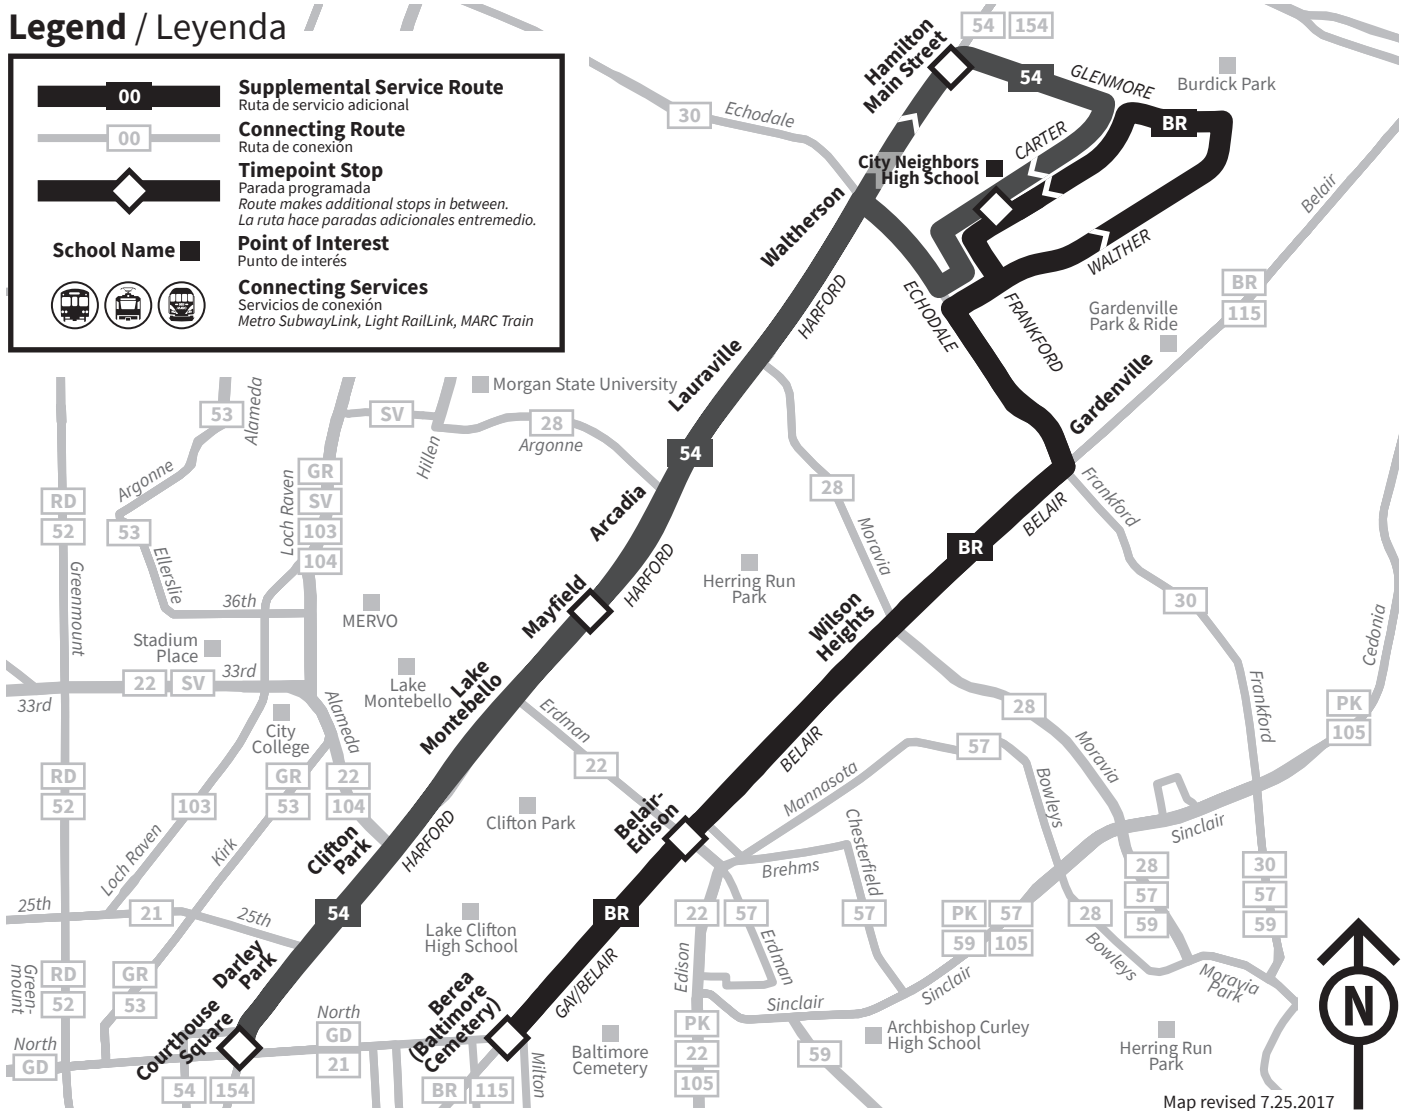 Legend / Leyenda
00
Supplemental Service Route
Ruta de servicio adicional
00
Connecting Route
Ruta de conexión
Timepoint Stop
Parada programada
Route makes additional stops in between.
La ruta hace paradas adicionales entremedio.
School Name
Point of Interest
Punto de interés
Connecting Services
Servicios de conexión
Metro SubwayLink, Light RailLink, MARC Train
54
154
Hamilton
Main Street
54
GLENMORE
Burdick Park
30
Echodale
BR
CARTER
City Neighbors
High School
Waltherson
Belair
WALTHER
HARFORD
ECHODALE
FRANKFORD
BR
115
Gardenville
Park & Ride
Lauraville
Gardenville
Morgan State University
53
Alameda
SV
28
Argonne
Hillen
54
Argonne
Loch Raven
GR
SV
103
104
RD
52
53
Ellerslie
Greenmount
Arcadia
28
Moravia
Frankford
BELAIR
BR
HARFORD
Herring Run
Park
Mayfield
36th
MERVO
Wilson
Heights
30
Cedonia
Stadium
Place
33rd
22
SV
33rd
Lake
Montebello
Lake
Montebello
City
College
Alameda
Erdman
28
Frankford
PK
105
RD
52
103
GR
53
22
104
22
BELAIR
57
Moravia
Mannasota
Bowleys
Sinclair
Belair-
Edison
Clifton Park
HARFORD
Clifton
Park
Loch Raven
Kirk
Chesterfield
Brehms
28
57
59
30
57
59
25th
21
25th
54
BR
22
57
57
PK
57
59
105
28
Lake Clifton
High School
Darley
Park
Edison
Erdman
Bowleys
Moravia
Park
Green-
mount
RD
52
GR
53
GAY/BELAIR
Berea
(Baltimore
Cemetery)
Sinclair
Sinclair
Courthouse
Square
North
GD
21
North
GD
54
154
BR
115
Milton
Baltimore
Cemetery
PK
22
105
59
Archbishop Curley
High School
Herring Run
Park
N
Map revised 7.25.2017